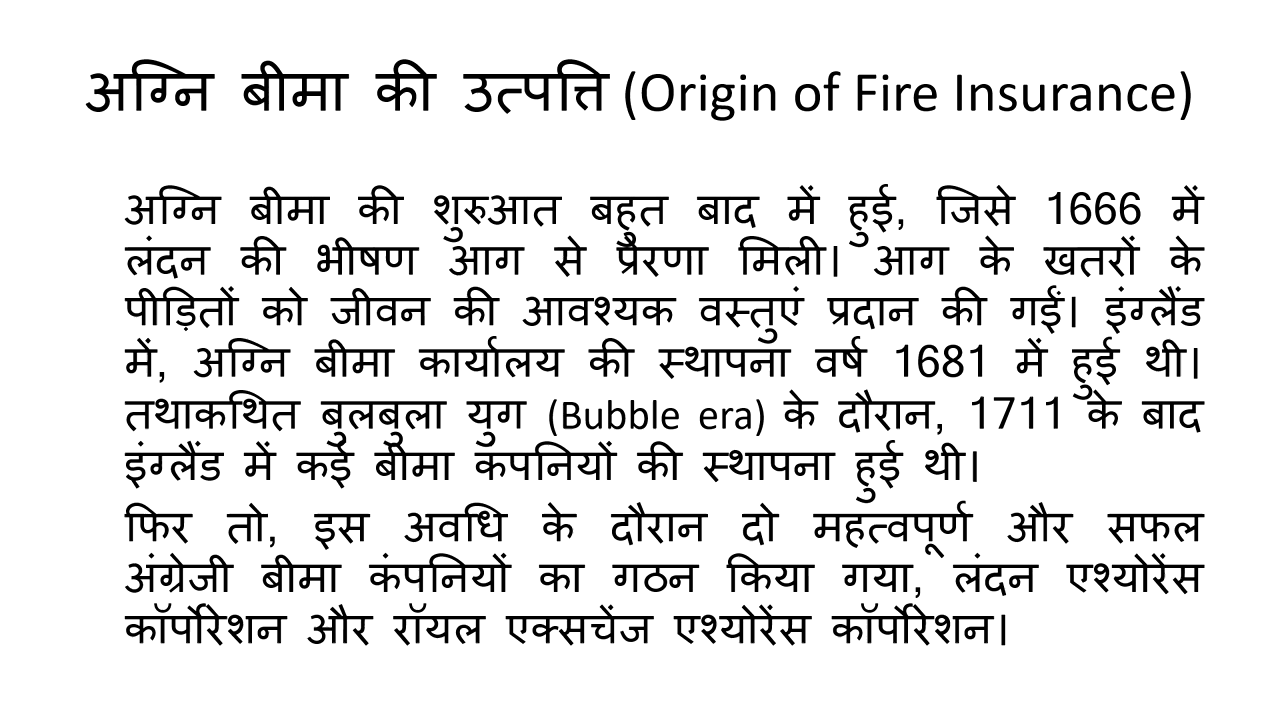 अग्नि बीमा की उत्पत्ति (Origin of Fire Insurance)
अग्नि बीमा की शुरुआत बहुत बाद में हुई, जिसे 1666 में
लंदन की भीषण आग से प्रेरणा मिली। आग के खतरों के
पीड़ितों को जीवन की आवश्यक वस्तुएं प्रदान की गईं। इंग्लैंड
में, अग्नि बीमा कार्यालय की स्थापना वर्ष 1681 में हुई थी।
तथाकथित बुलबुला युग (Bubble era) के दौरान, 1711 के बाद
इंग्लैंड में कई बीमा कंपनियों की स्थापना हुई थी।
फिर तो, इस अवधि के दौरान दो महत्वपूर्ण और सफल
अंग्रेजी बीमा कंपनियों का गठन किया गया, लंदन एश्योरेंस
कॉर्पोरेशन और रॉयल एक्सचेंज एश्योरेंस कॉर्पोरेशन।